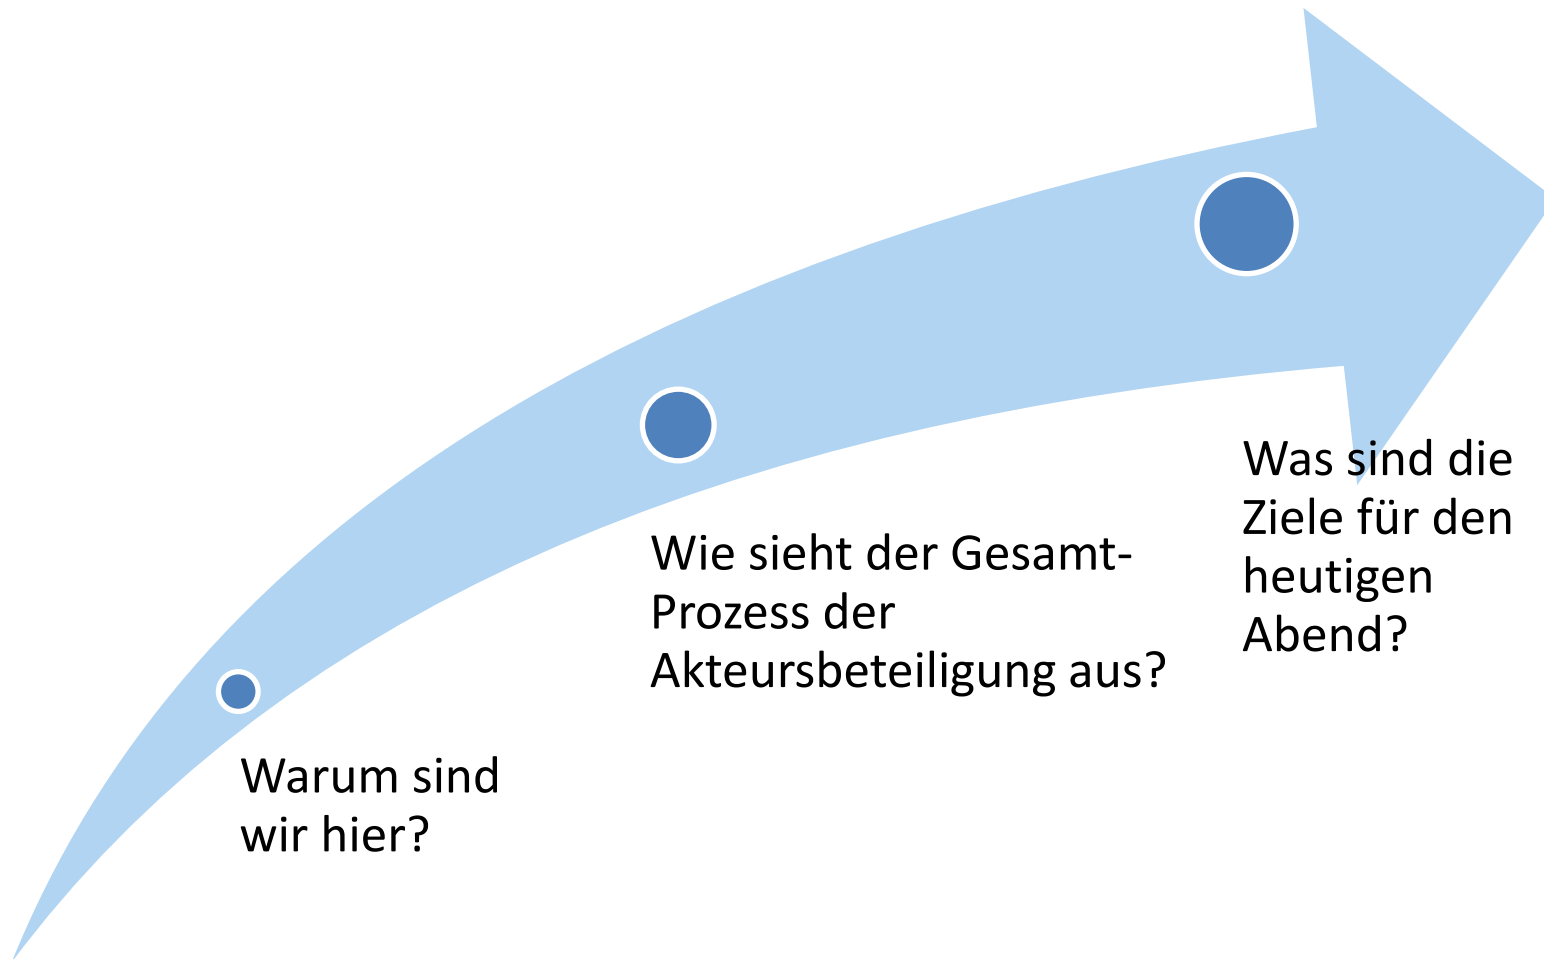 Warum sind
wir hier?
Wie sieht der Gesamt-
Prozess der
Akteursbeteiligung aus?
Was sind die
Ziele für den
heutigen
Abend?